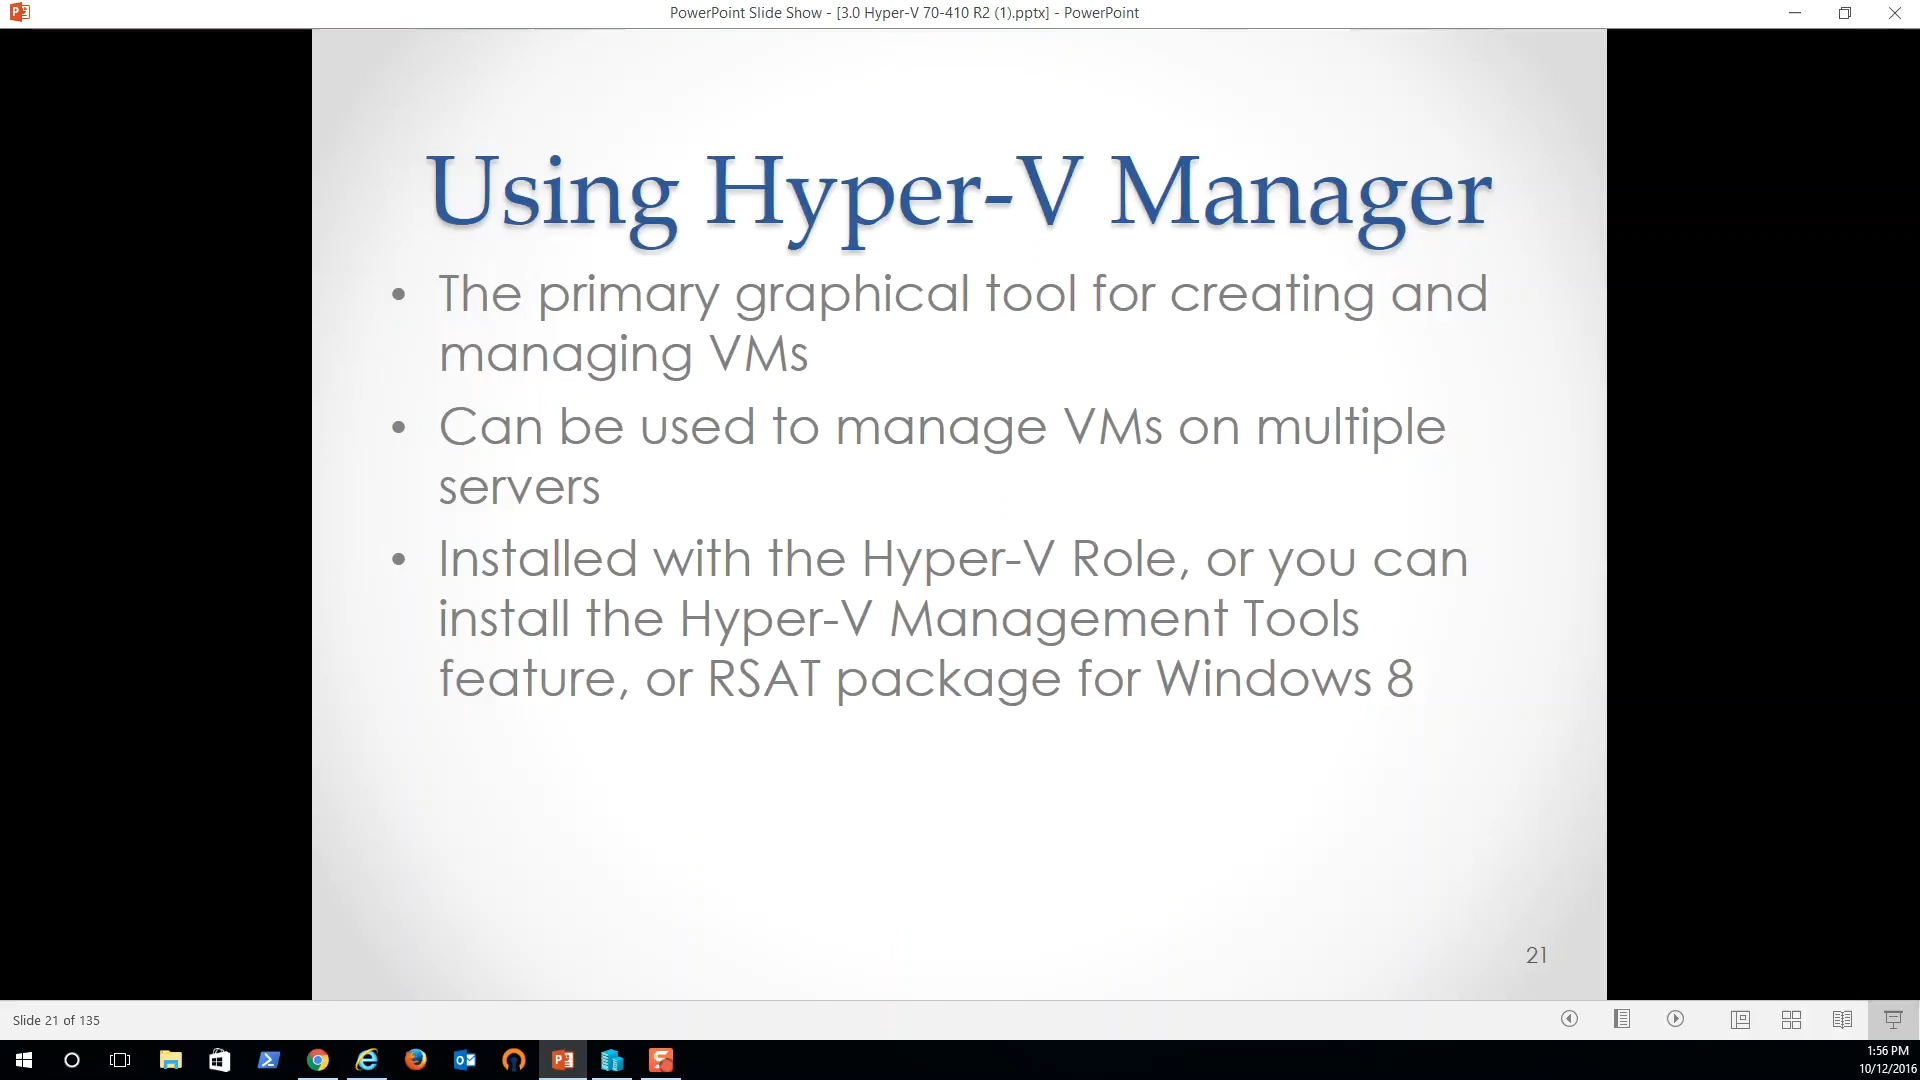 PowerPoint Slide Show - [3.0 Hyper-V 70-410 R2 (1).pptx] - PowerPoint
Using Hyper-V Manager
• The primary graphical tool for creating and
managing VMs
• Can be used to manage VMs on multiple
servers
• Installed with the Hyper-V Role, or you can
install the Hyper-V Management Tools
feature, or RSAT package for Windows 8
21
Slide 21 of 135
1:56 PM
10/12/2016